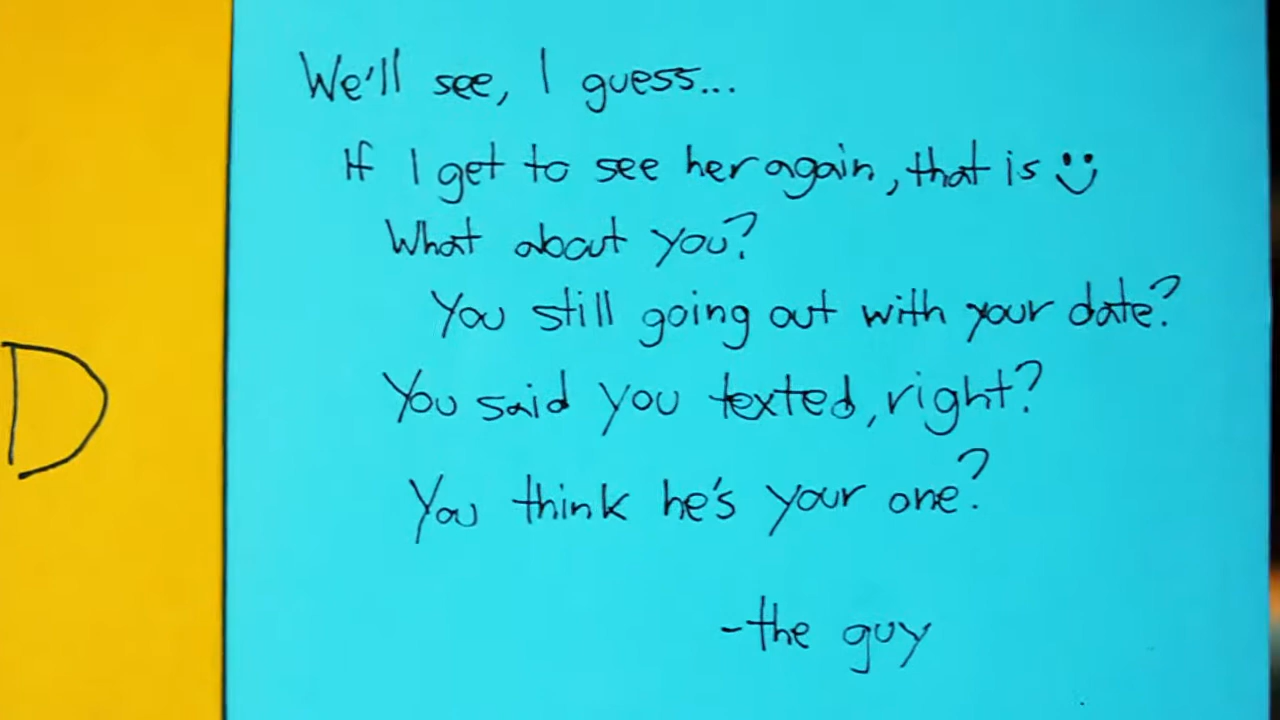 We'll see, I guess...
If I get to see her again, that is :)
What about you?
You still going out with your date?
You said you texted, right?
You think he's your one?
-the guy
D